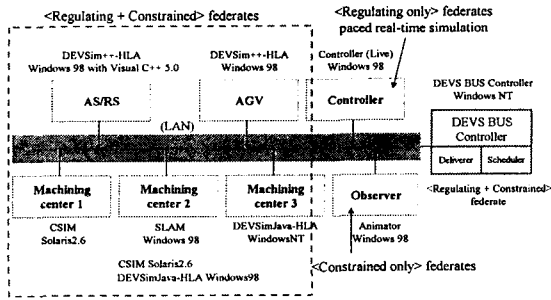 <Regulating + Constrained> federates
<Regulating only> federates
paced real-time simulation
DEVSim++-HLA
Windows 98 with Visual C++ 5.0
DEVSim++-HLA
Windows 98
Controller (Live)
Windows 98
DEVS BUS Controller
Windows NT
AS/RS
AGV
Controller
DEVS BUS
Controller
Deliverer
Scheduler
(LAN)
<Regulating + Constrained>
federate
Machining
center 1
Machining
center 2
Machining
center 3
Observer
CSIM
Solaris2.6
SLAM
Windows 98
DEVSimJava-HLA
WindowsNT
Animator
Windows 98
CSIM Solaris2.6
DEVSimJava-HLA Windows98
<Constrained only> federates